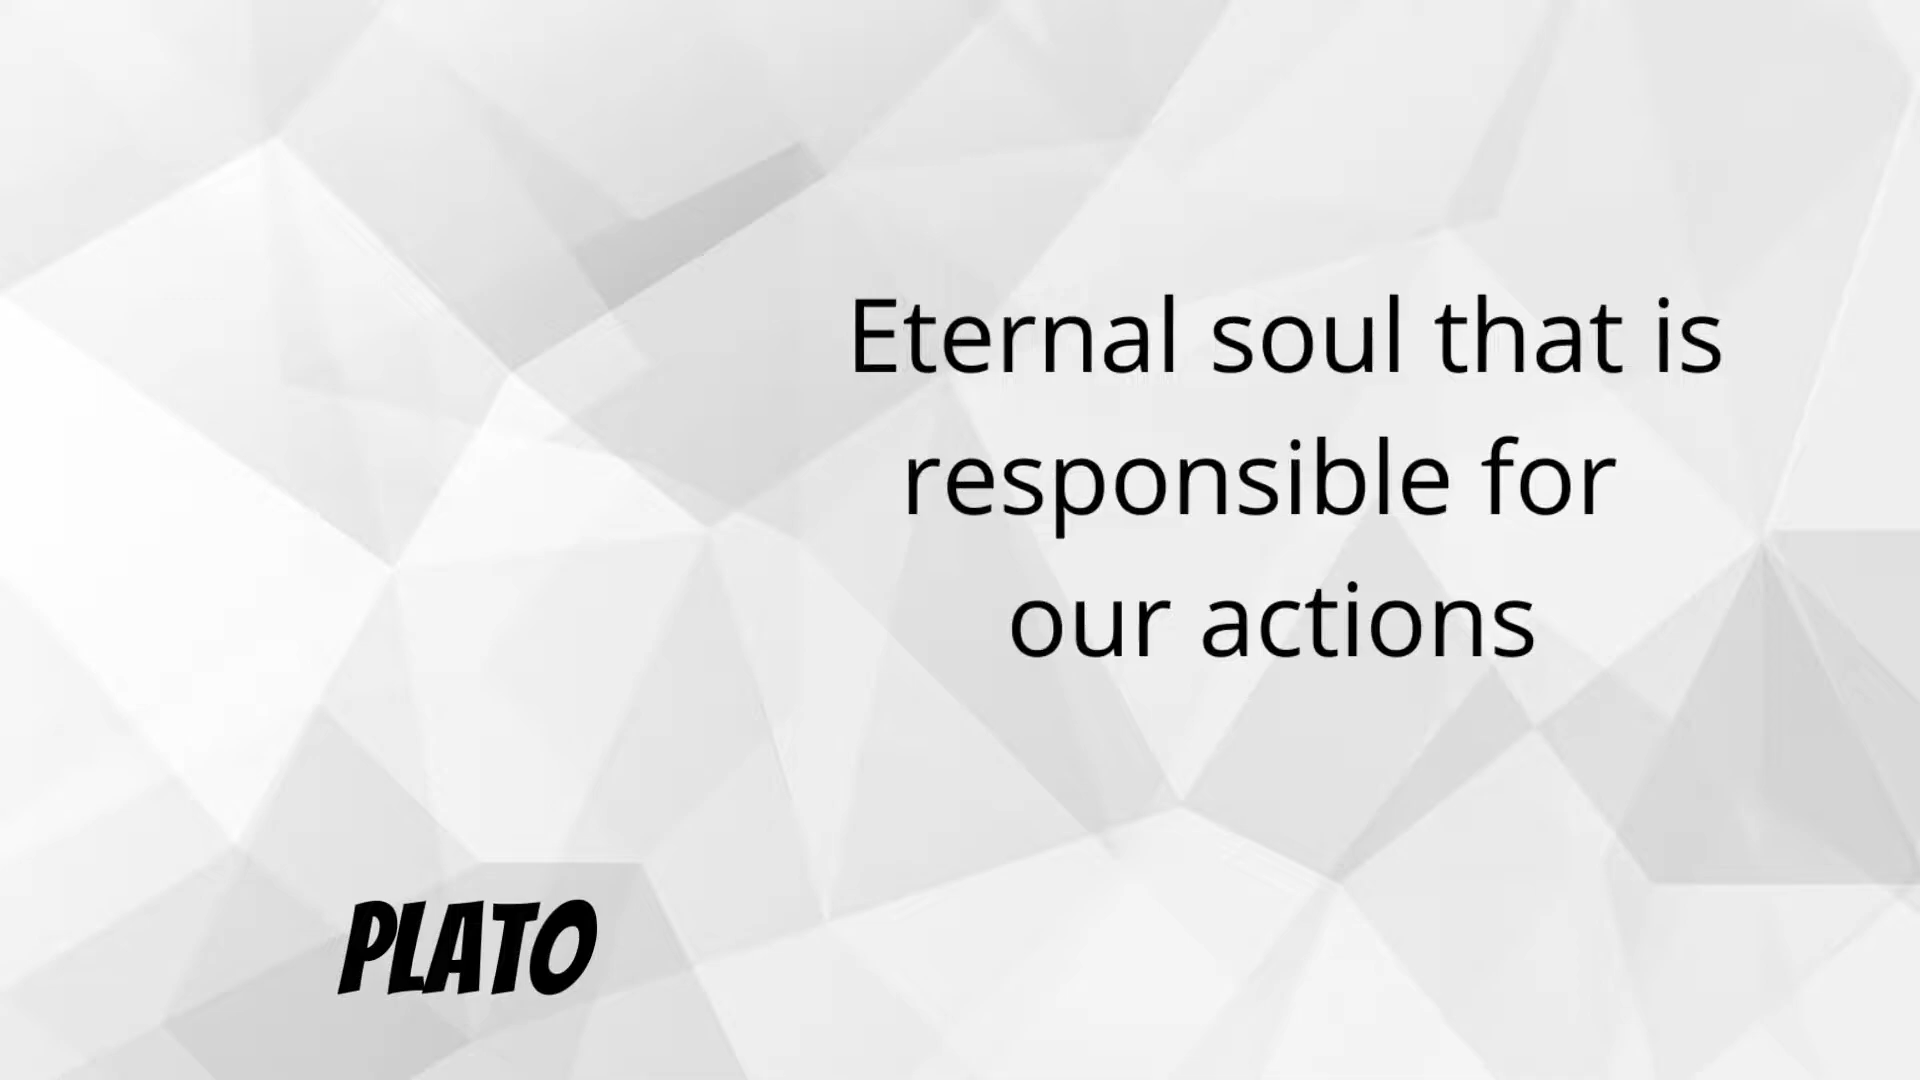 Eternal soul that is
responsible for
our actions
PLATO